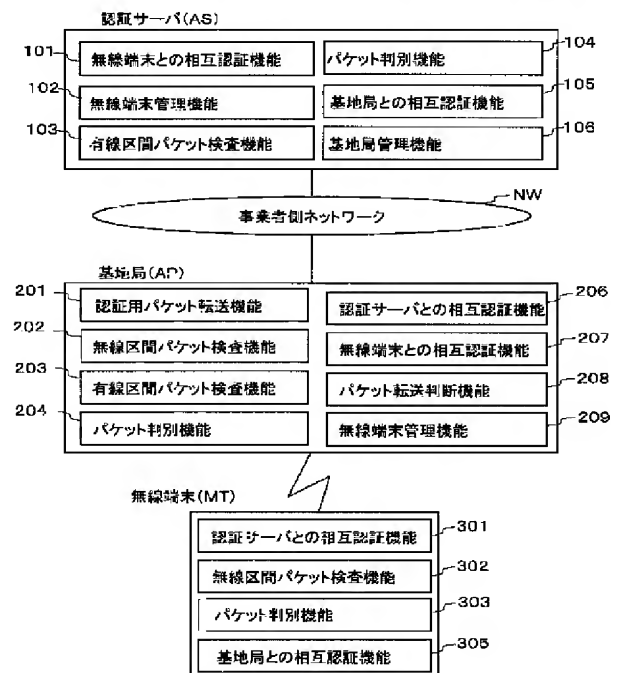 認証サーバ(AS)
101 無線端末との相互認証機能
パケット判別機能 104
102 無線端末管理機能
基地局との相互認証機能 105
103 有線区間パケット検査機能
基地局管理機能 106
NW
事業者側ネットワーク
基地局(AP)
201 認証用パケット転送機能
認証サーバとの相互認証機能 206
202 無線区間パケット検査機能
無線端末との相互認証機能 207
203 有線区間パケット検査機能
パケット転送判断機能 208
204 パケット判別機能
無線端末管理機能 209
無線端末(MT)
認証サーバとの相互認証機能 301
無線区間パケット検査機能 302
パケット判別機能 303
基地局との相互認証機能 305